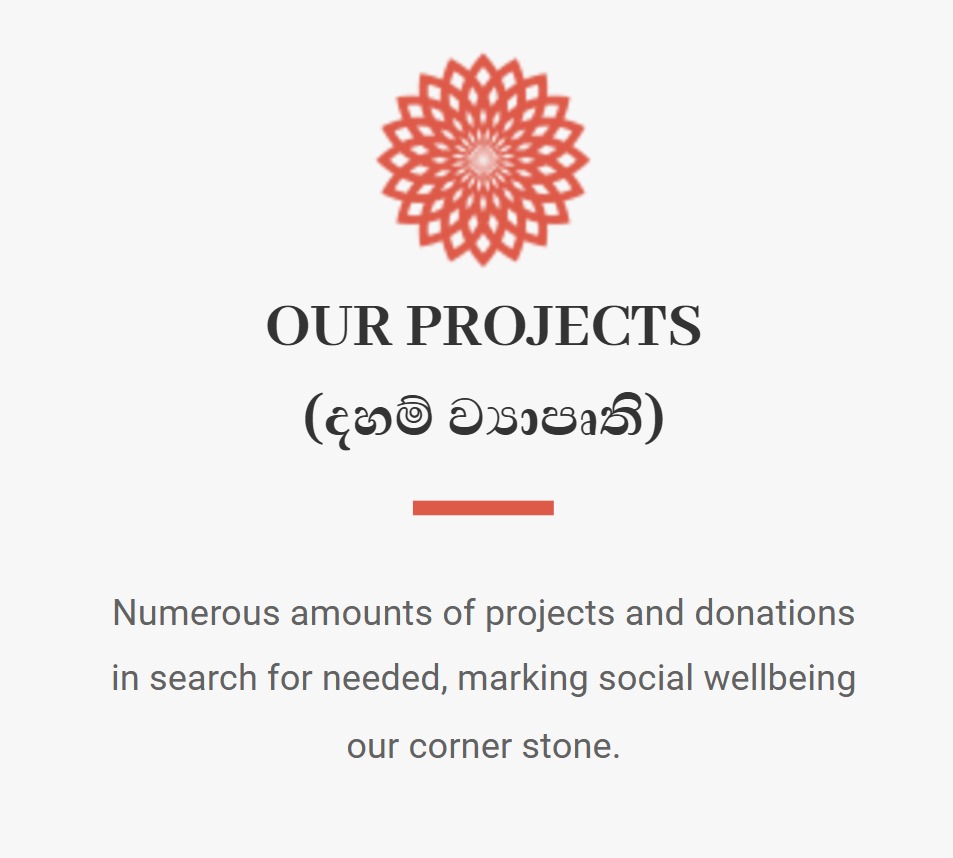 OUR PROJECTS
(දහම් ව්‍යාපෘති)
Numerous amounts of projects and donations
in search for needed, marking social wellbeing
our corner stone.